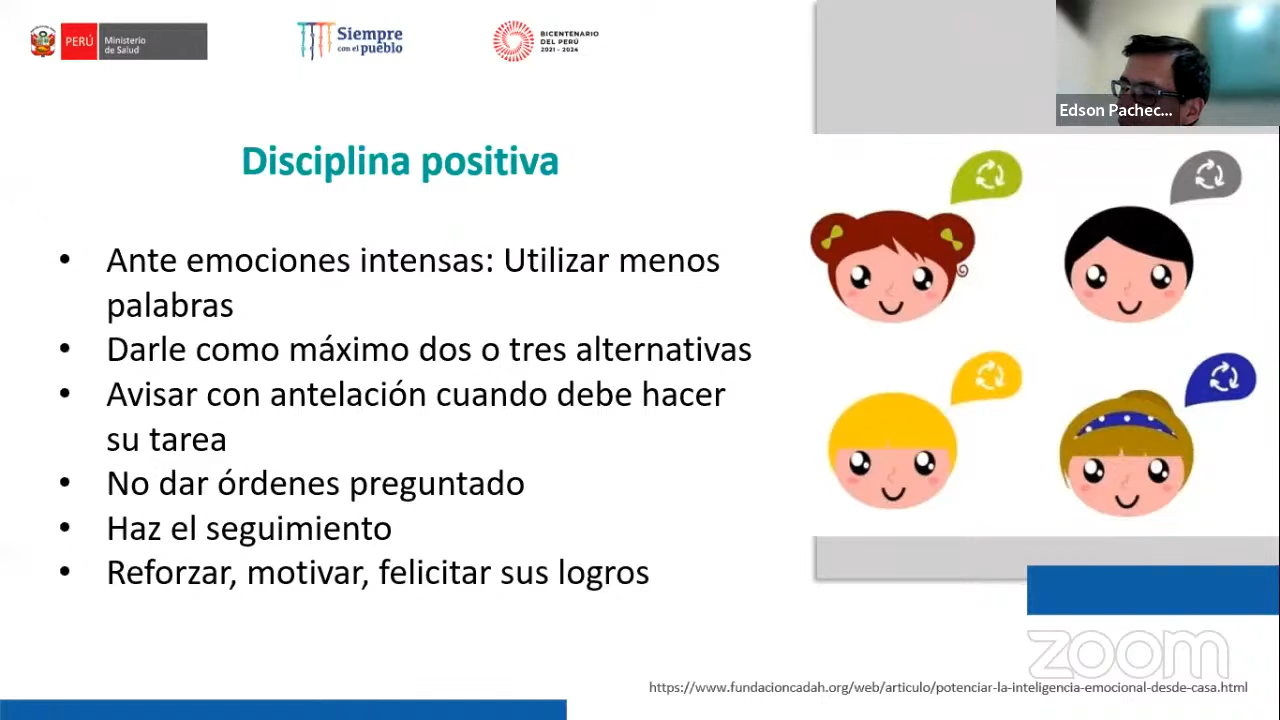 PERÚ
Ministerio
de Salud
Siempre
con el pueblo
BICENTENARIO
DEL PERÚ
2021 - 2024
Edson Pachec...
Disciplina positiva
• Ante emociones intensas: Utilizar menos
palabras
• Darle como máximo dos o tres alternativas
• Avisar con antelación cuando debe hacer
su tarea
• No dar órdenes preguntado
• Haz el seguimiento
• Reforzar, motivar, felicitar sus logros
zoom
https://www.fundacioncadah.org/web/articulo/potenciar-la-inteligencia-emocional-desde-casa.html